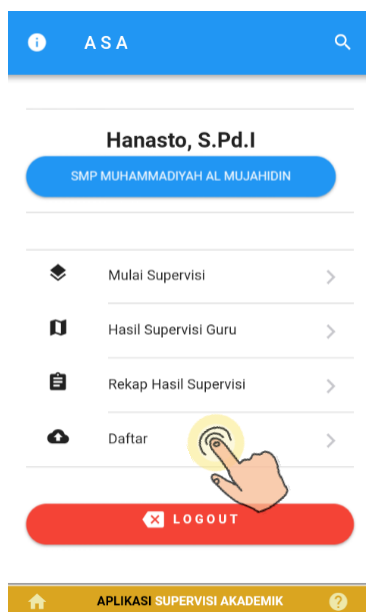 A S A
Hanasto, S.Pd.I
SMP MUHAMMADIYAH AL MUJAHIDIN
Mulai Supervisi
Hasil Supervisi Guru
Rekap Hasil Supervisi
Daftar
LOGOUT
APLIKASI SUPERVISI AKADEMIK